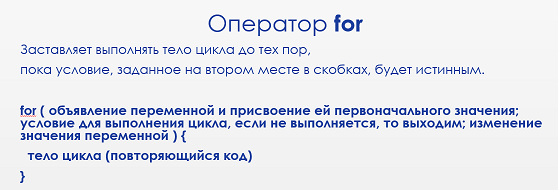 Оператор for
Заставляет выполнять тело цикла до тех пор,
пока условие, заданное на втором месте в скобках, будет истинным.
for ( объявление переменной и присвоение ей первоначального значения;
условие для выполнения цикла, если не выполняется, то выходим; изменение
значения переменной ) {
тело цикла (повторяющийся код)
}